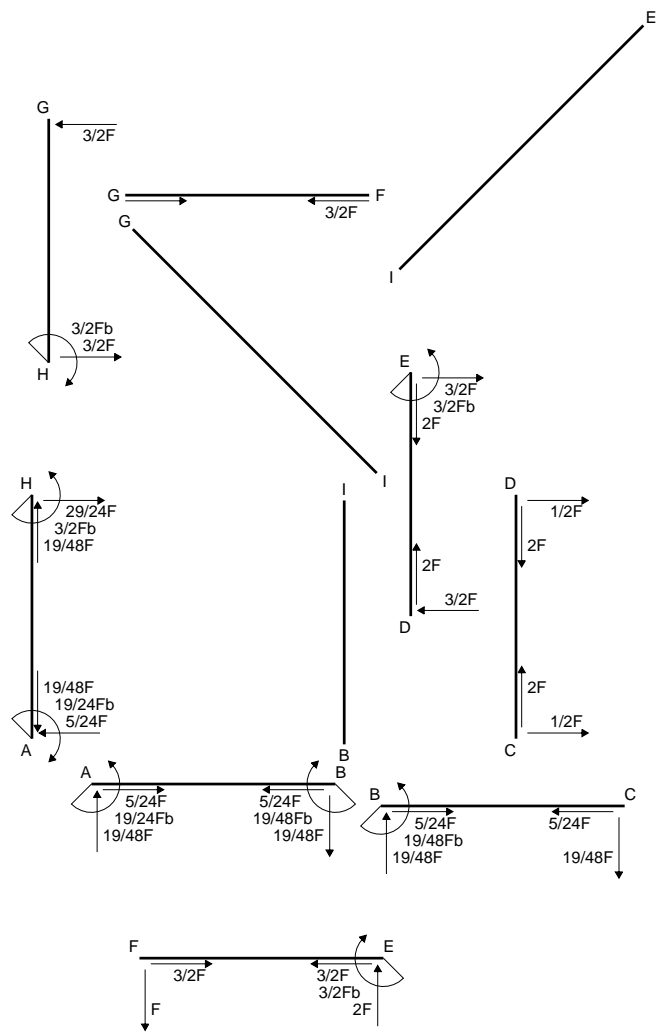 E
G
3/2F
G
F
3/2F
G
I
3/2Fb
3/2F
H
E
3/2F
3/2Fb
2F
I
H
29/24F
3/2Fb
19/48F
I
D
1/2F
2F
2F
3/2F
D
19/48F
19/24Fb
5/24F
A
2F
1/2F
C
B
A
B
5/24F
19/24Fb
19/48F
5/24F
19/48Fb
19/48F
B
C
5/24F
19/48Fb
19/48F
5/24F
19/48F
F
E
3/2F
3/2F
3/2Fb
F
2F